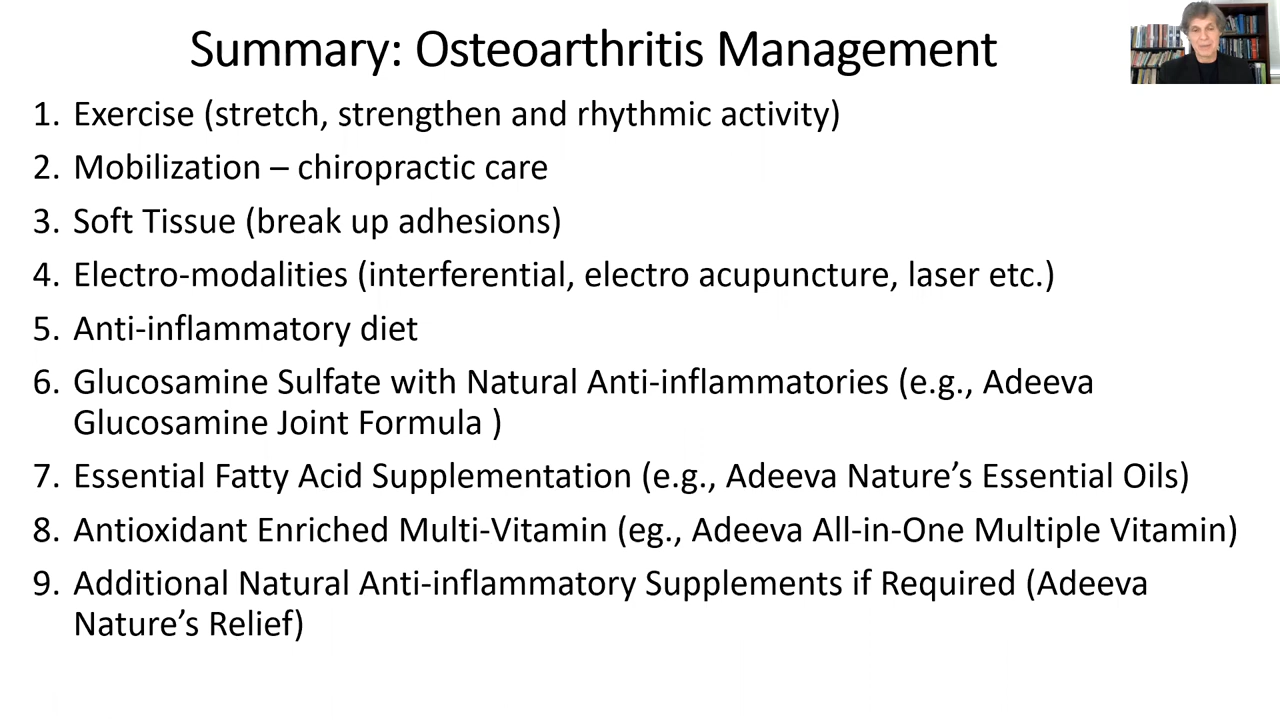 Summary: Osteoarthritis Management
1. Exercise (stretch, strengthen and rhythmic activity)
2. Mobilization – chiropractic care
3. Soft Tissue (break up adhesions)
4. Electro-modalities (interferential, electro acupuncture, laser etc.)
5. Anti-inflammatory diet
6. Glucosamine Sulfate with Natural Anti-inflammatories (e.g., Adeeva
Glucosamine Joint Formula )
7. Essential Fatty Acid Supplementation (e.g., Adeeva Nature’s Essential Oils)
8. Antioxidant Enriched Multi-Vitamin (eg., Adeeva All-in-One Multiple Vitamin)
9. Additional Natural Anti-inflammatory Supplements if Required (Adeeva
Nature’s Relief)